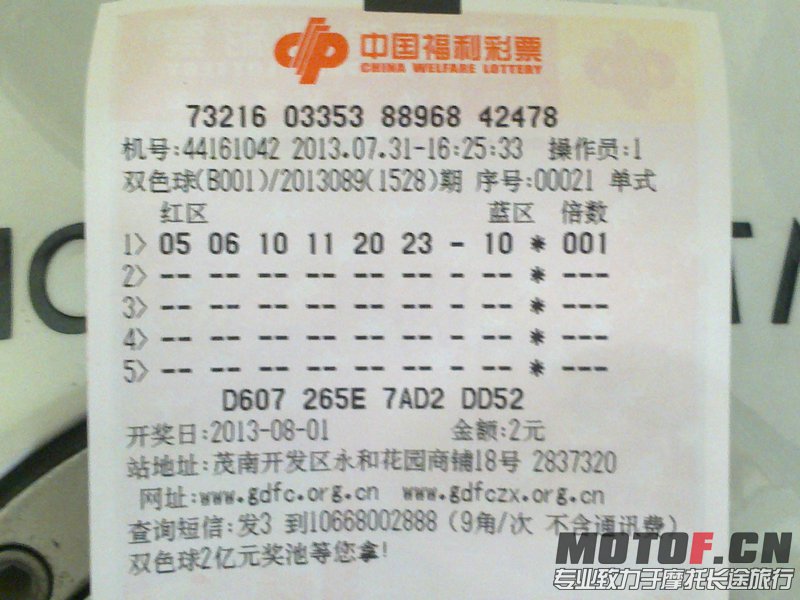 中国福利彩票
CHINA WELFARE LOTTERY
73216 03353 88968 42478
机号:44161042 2013.07.31-16:25:33 操作员:1
双色球(B001)/2013089(1528)期 序号:00021 单式
红区 蓝区 倍数
1> 05 06 10 11 20 23 - 10 * 001
2> -- -- -- -- -- -- - -- * ---
3> -- -- -- -- -- -- - -- * ---
4> -- -- -- -- -- -- - -- * ---
5> -- -- -- -- -- -- - -- * ---
D607 265E 7AD2 DD52
开奖日:2013-08-01 金额:2元
站地址:茂南开发区永和花园商铺18号 2837320
网址:www.gdfc.org.cn www.gdfczx.org.cn
查询短信:发3 到10668002888 (9角/次 不含通讯费)
双色球2亿元奖池等您拿!
MOTOF.CN
专业致力于摩托长途旅行